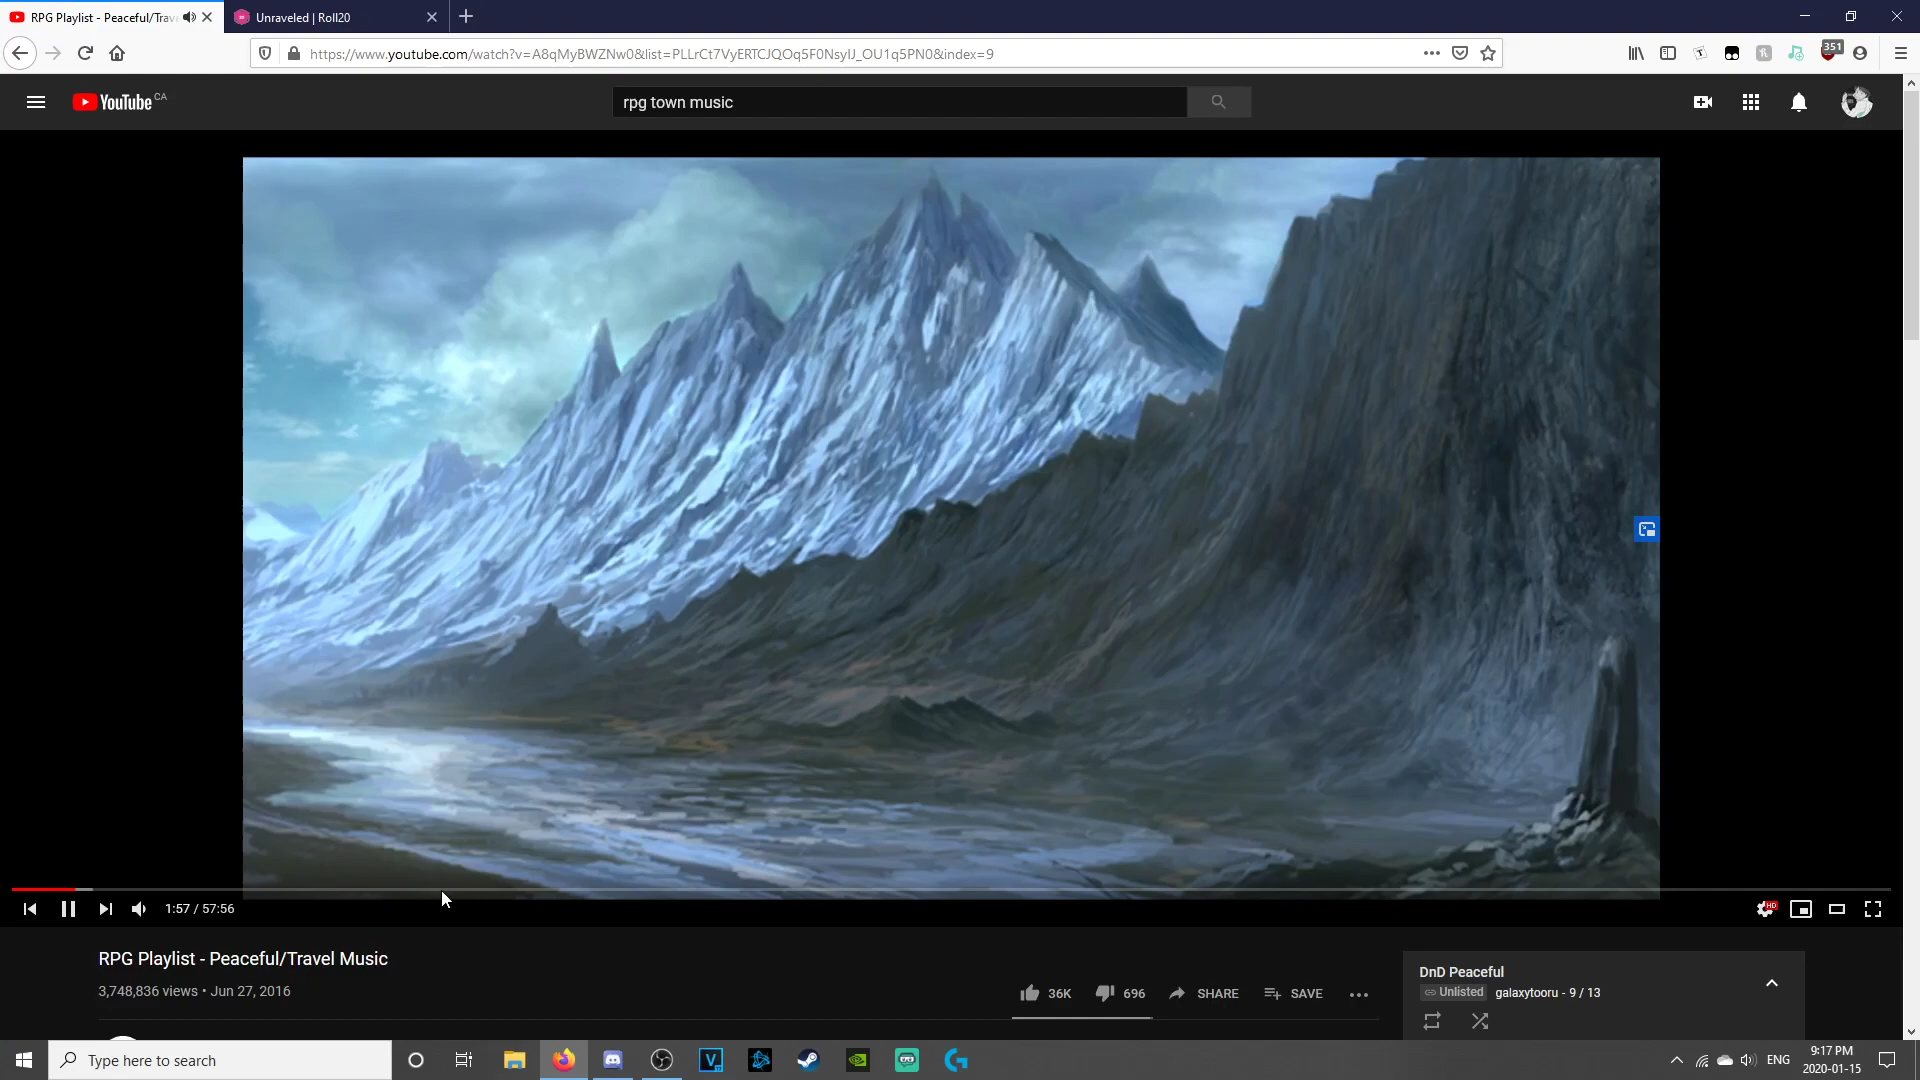 RPG Playlist - Peaceful/Trave
Unraveled | Roll20
https://www.youtube.com/watch?v=A8qMyBWZNw0&list=PLLrCt7VyERTCJQOq5F0NsyIJ_OU1q5PN0&index=9
351
YouTube CA
rpg town music
1:57 / 57:56
HD
RPG Playlist - Peaceful/Travel Music
3,748,836 views • Jun 27, 2016
36K
696
SHARE
SAVE
DnD Peaceful
Unlisted galaxytooru - 9 / 13
Type here to search
ENG
9:17 PM
2020-01-15